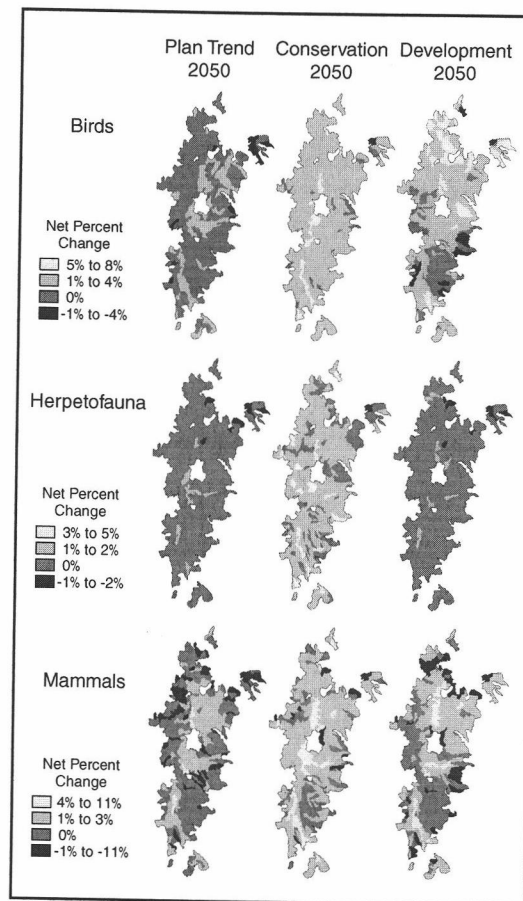 Plan Trend Conservation Development
2050 2050 2050
Birds
Net Percent
Change
5% to 8%
1% to 4%
0%
-1% to -4%
Herpetofauna
Net Percent
Change
3% to 5%
1% to 2%
0%
-1% to -2%
Mammals
Net Percent
Change
4% to 11%
1% to 3%
0%
-1% to -11%